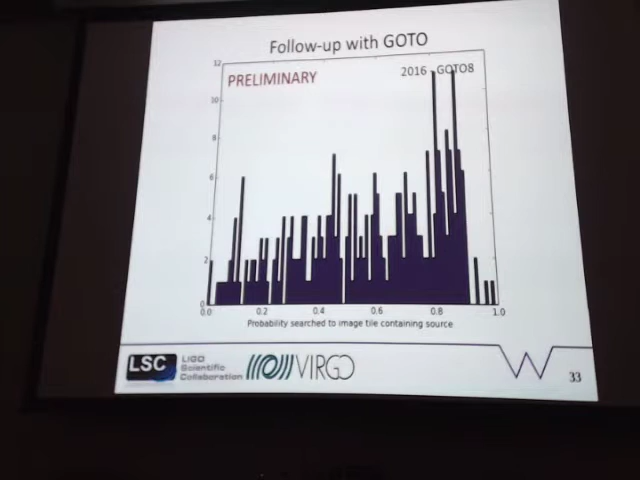 Follow-up with GOTO
PRELIMINARY
2016 - GOTO8
12
10
8
6
4
2
0
0.0 0.2 0.4 0.6 0.8 1.0
Probability searched to image tile containing source
LSC
LIGO
Scientific
Collaboration
VIRGO
33